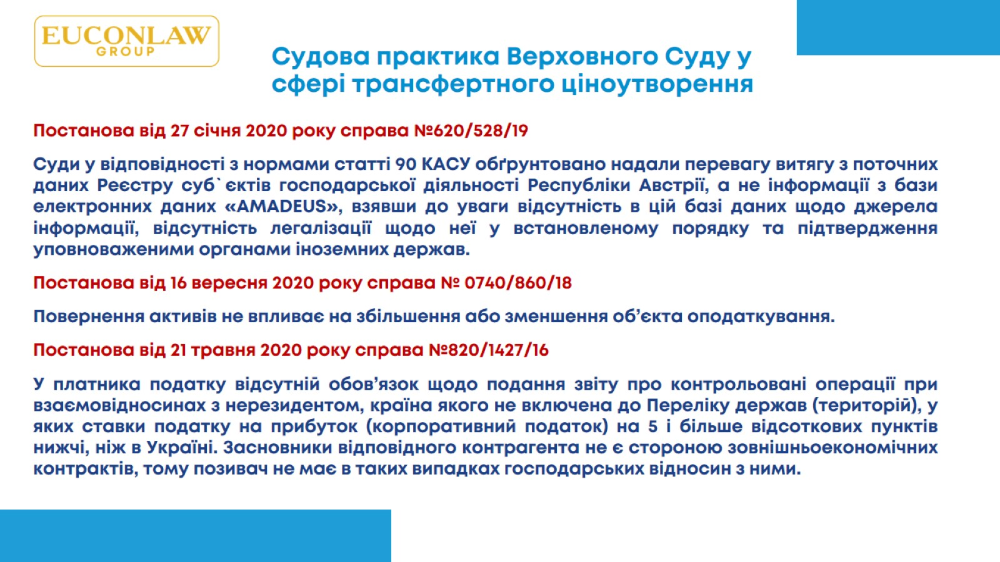 EUCONLAW
GROUP
Судова практика Верховного Суду у
сфері трансфертного ціноутворення
Постанова від 27 січня 2020 року справа №620/528/19
Суди у відповідності з нормами статті 90 КАСУ обґрунтовано надали перевагу витягу з поточних
даних Реєстру суб`єктів господарської діяльності Республіки Австрії, а не інформації з бази
електронних даних «AMADEUS», взявши до уваги відсутність в цій базі даних щодо джерела
інформації, відсутність легалізації щодо неї у встановленому порядку та підтвердження
уповноваженими органами іноземних держав.
Постанова від 16 вересня 2020 року справа № 0740/860/18
Повернення активів не впливає на збільшення або зменшення об’єкта оподаткування.
Постанова від 21 травня 2020 року справа №820/1427/16
У платника податку відсутній обов’язок щодо подання звіту про контрольовані операції при
взаємовідносинах з нерезидентом, країна якого не включена до Переліку держав (територій), у
яких ставки податку на прибуток (корпоративний податок) на 5 і більше відсоткових пунктів
нижчі, ніж в Україні. Засновники відповідного контрагента не є стороною зовнішньоекономічних
контрактів, тому позивач не має в таких випадках господарських відносин з ними.